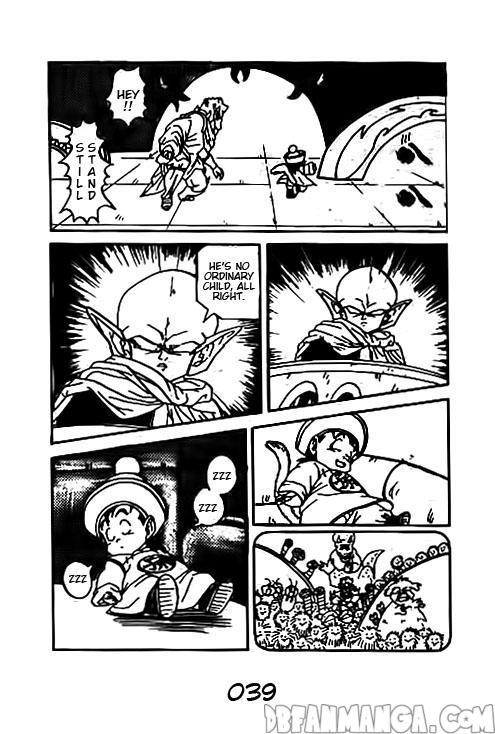 HEY
!!
STAND
STILL
HE'S NO
ORDINARY
CHILD, ALL
RIGHT.
ZZZ
ZZZ
ZZZ
039
DBFANMANGA.COM